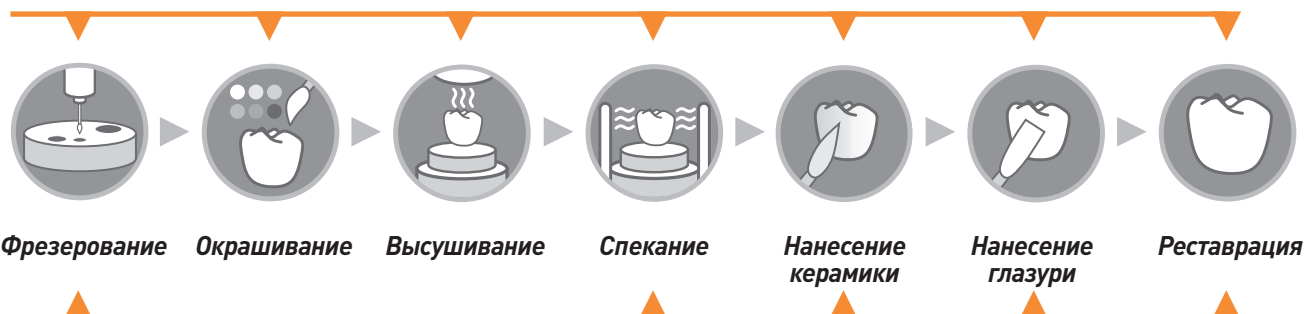 Фрезерование
Окрашивание
Высушивание
Спекание
Нанесение
керамики
Нанесение
глазури
Реставрация